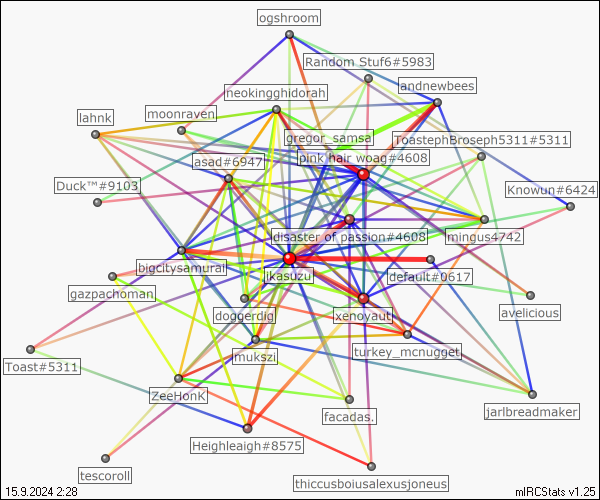 ogshroom
Random Stuf6#5983
andnewbees
neokingghidorah
lahnk
moonraven
gregor_samsa
ToastephBroseph5311#5311
pink hair woag#4608
asad#6947
Duck™#9103
Knowun#6424
disaster of passion#4608
mingus4742
bigcitysamurai
jkasuzu
default#0617
gazpachoman
doggerdig
xenoyaut
avelicious
mukszi
turkey_mcnugget
Toast#5311
ZeeHonK
facadas.
jarlbreadmaker
Heighleaigh#8575
tescoroll
thiccusboiusalexusjoneus
15.9.2024 2:28
mIRCStats v1.25